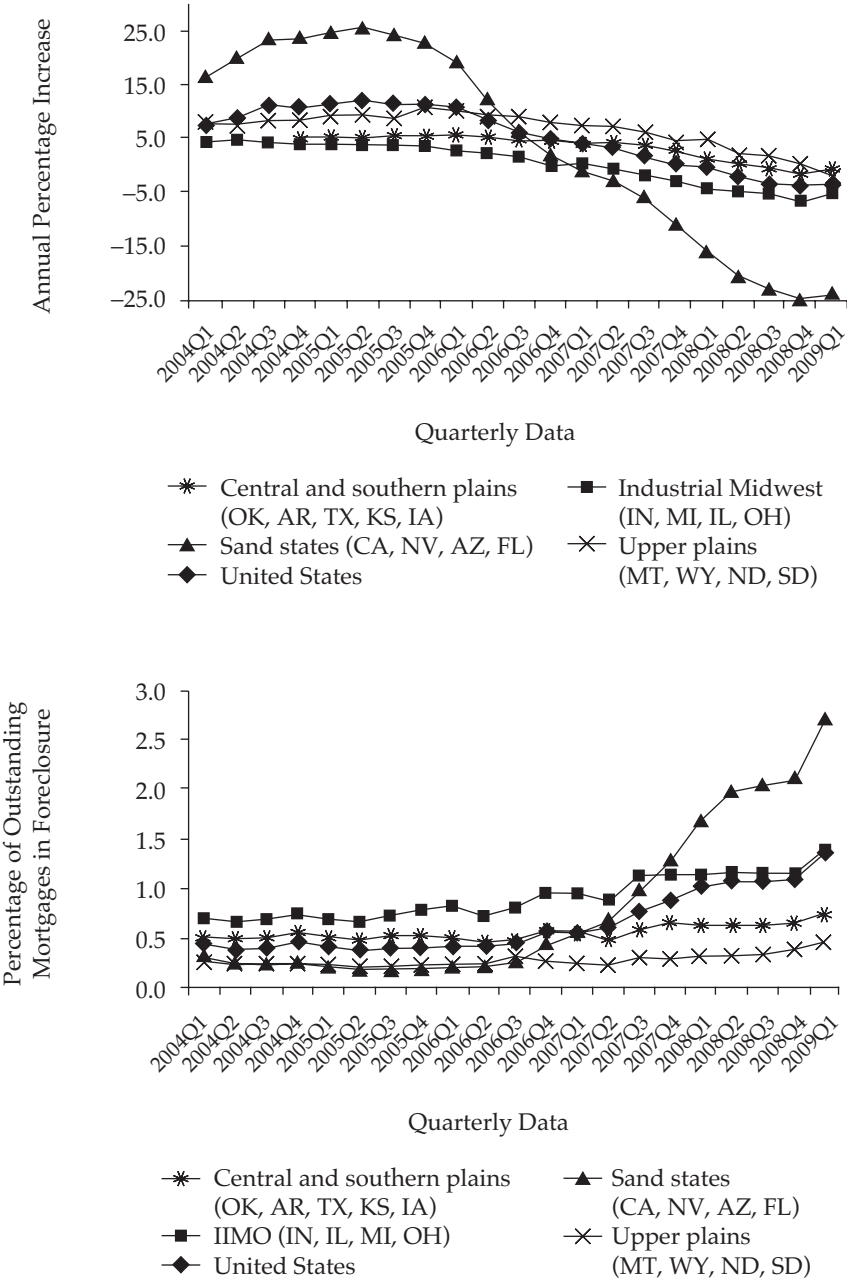 Annual Percentage Increase
25.0
15.0
5.0
–5.0
–15.0
–25.0
2004Q1
2004Q2
2004Q3
2004Q4
2005Q1
2005Q2
2005Q3
2005Q4
2006Q1
2006Q2
2006Q3
2006Q4
2007Q1
2007Q2
2007Q3
2007Q4
2008Q1
2008Q2
2008Q3
2008Q4
2009Q1
Quarterly Data
Central and southern plains
(OK, AR, TX, KS, IA)
Sand states (CA, NV, AZ, FL)
United States
Industrial Midwest
(IN, MI, IL, OH)
Upper plains
(MT, WY, ND, SD)
Percentage of Outstanding
Mortgages in Foreclosure
3.0
2.5
2.0
1.5
1.0
0.5
0.0
2004Q1
2004Q2
2004Q3
2004Q4
2005Q1
2005Q2
2005Q3
2005Q4
2006Q1
2006Q2
2006Q3
2006Q4
2007Q1
2007Q2
2007Q3
2007Q4
2008Q1
2008Q2
2008Q3
2008Q4
2009Q1
Quarterly Data
Central and southern plains
(OK, AR, TX, KS, IA)
IIMO (IN, IL, MI, OH)
United States
Sand states
(CA, NV, AZ, FL)
Upper plains
(MT, WY, ND, SD)